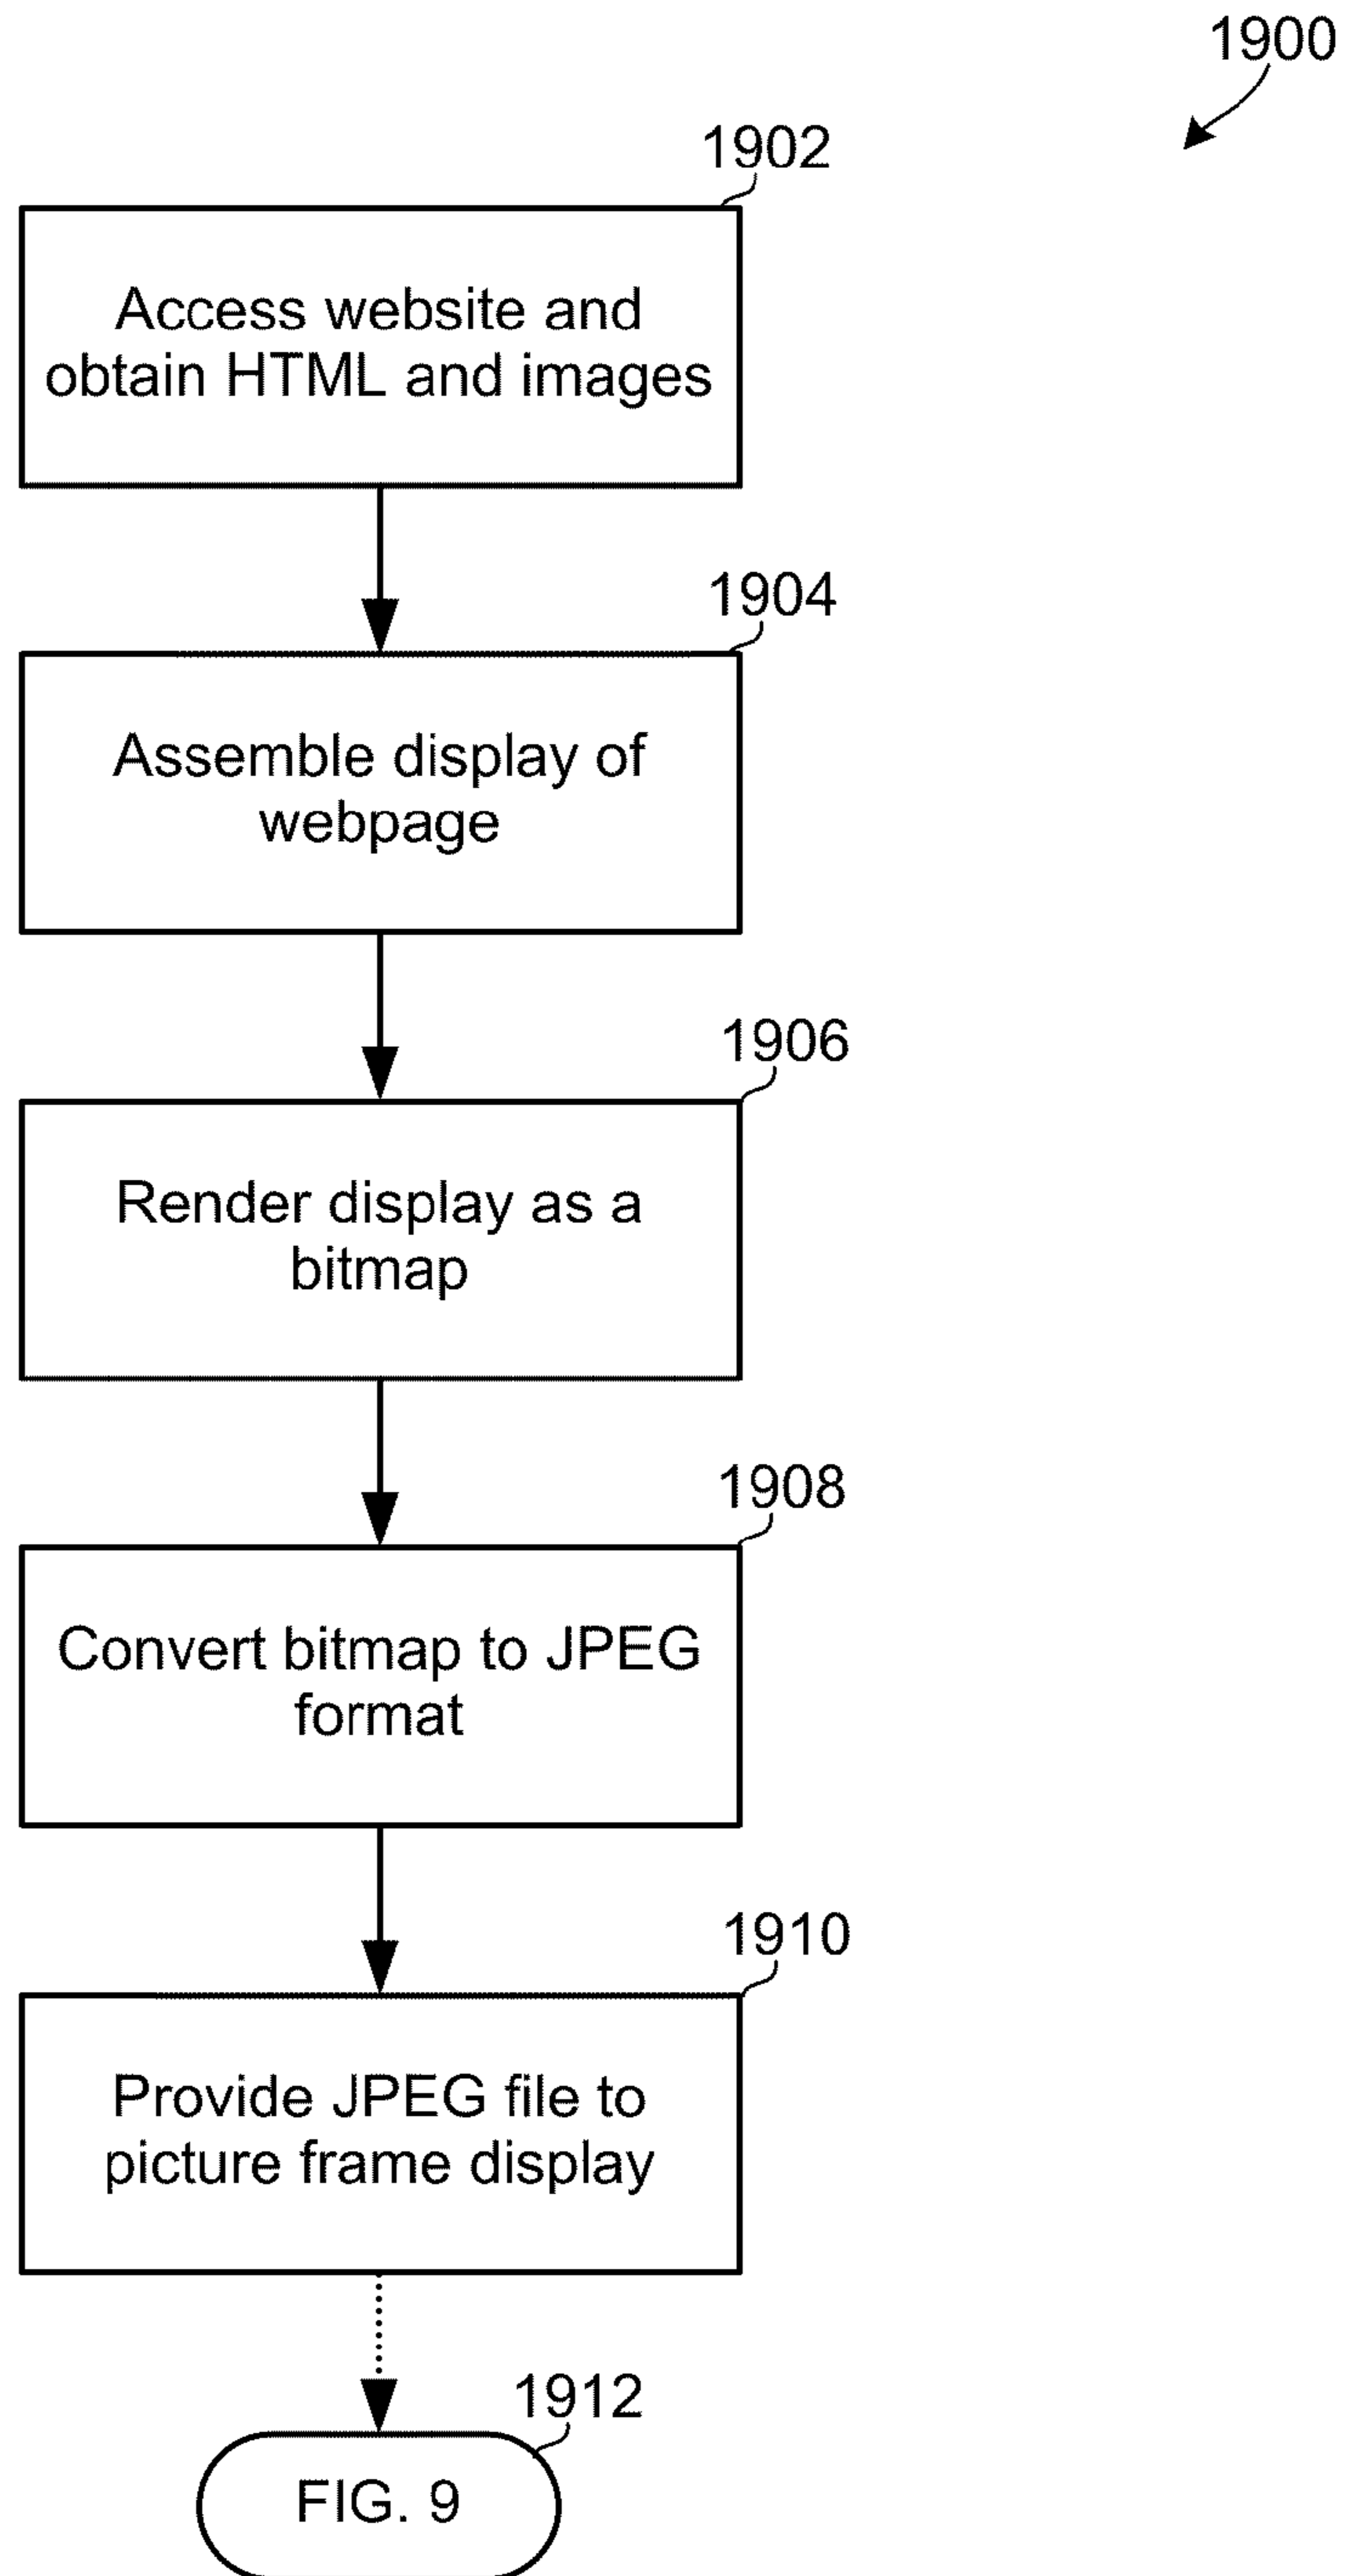 1900
1902
Access website and
obtain HTML and images
1904
Assemble display of
webpage
1906
Render display as a
bitmap
1908
Convert bitmap to JPEG
format
1910
Provide JPEG file to
picture frame display
1912
FIG. 9